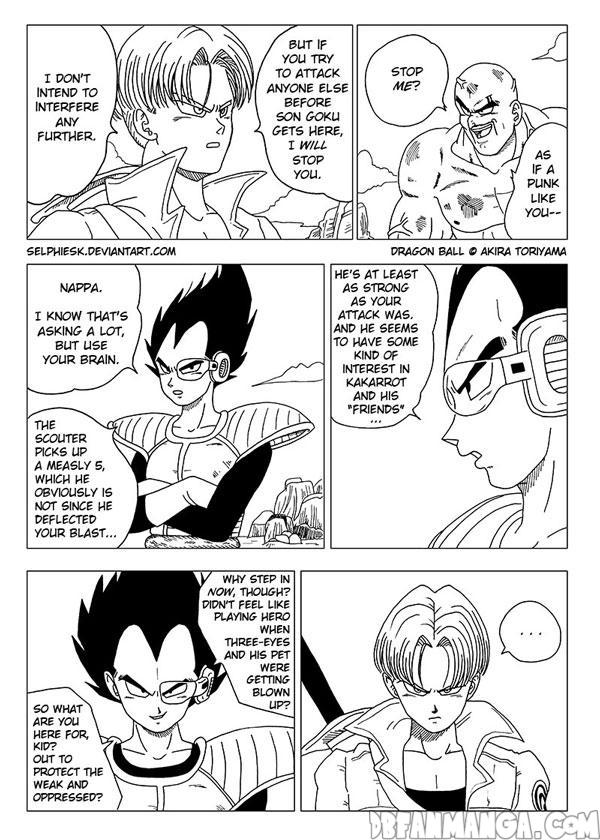 I DON'T
INTEND TO
INTERFERE
ANY
FURTHER.
BUT IF
YOU TRY
TO ATTACK
ANYONE ELSE
BEFORE
SON GOKU
GETS HERE,
I WILL
STOP
YOU.
STOP
ME?
AS
IF A
PUNK
LIKE
YOU--
SELPHIESK.DEVIANTART.COM
DRAGON BALL © AKIRA TORIYAMA
NAPPA.
I KNOW THAT'S
ASKING A LOT,
BUT USE
YOUR BRAIN.
THE
SCOUTER
PICKS UP
A MEASLY 5,
WHICH HE
OBVIOUSLY IS
NOT SINCE HE
DEFLECTED
YOUR BLAST...
HE'S AT LEAST
AS STRONG
AS YOUR
ATTACK WAS.
AND HE SEEMS
TO HAVE SOME
KIND OF
INTEREST IN
KAKARROT
AND HIS
"FRIENDS"
...
WHY STEP IN
NOW, THOUGH?
DIDN'T FEEL LIKE
PLAYING HERO
WHEN
THREE-EYES
AND HIS PET
WERE
GETTING
BLOWN
UP?
SO WHAT
ARE YOU
HERE FOR,
KID?
OUT TO
PROTECT THE
WEAK AND
OPPRESSED?
...
DBFANMANGA.COM